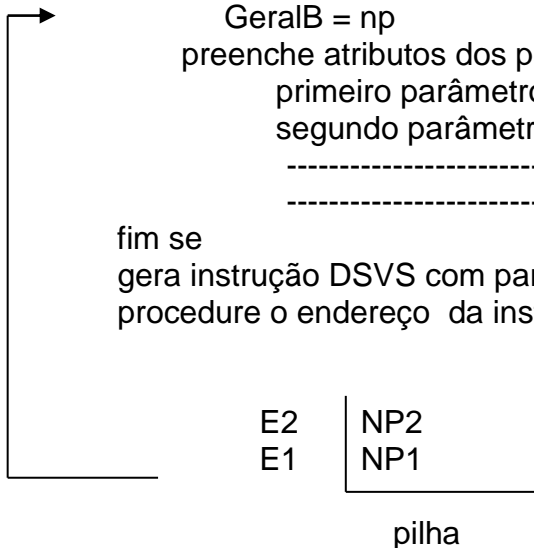 GeralB = np
preenche atributos dos p
primeiro parâmetro
segundo parâmetr
------------------------
------------------------
fim se
gera instrução DSVS com par
procedure o endereço da ins
E2 NP2
E1 NP1
pilha